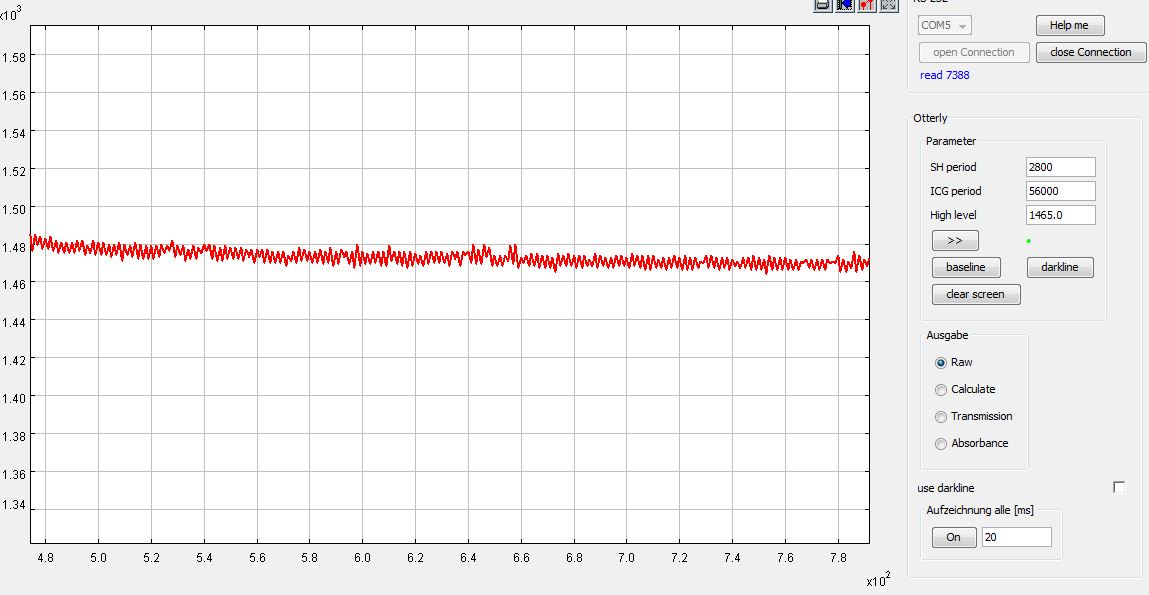 x10³
1.58
1.56
1.54
1.52
1.50
1.48
1.46
1.44
1.42
1.40
1.38
1.36
1.34
4.8 5.0 5.2 5.4 5.6 5.8 6.0 6.2 6.4 6.6 6.8 7.0 7.2 7.4 7.6 7.8
x10²
COM5 Help me
open Connection close Connection
read 7388
Otterly
Parameter
SH period 2800
ICG period 56000
High level 1465.0
>>
baseline darkline
clear screen
Ausgabe
Raw
Calculate
Transmission
Absorbance
use darkline
Aufzeichnung alle [ms]
On 20